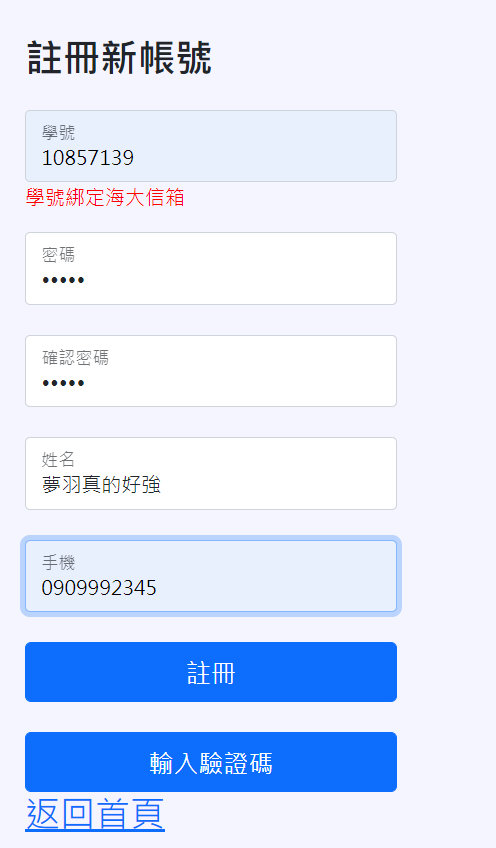 註冊新帳號
學號
10857139
學號綁定海大信箱
密碼
•••••
確認密碼
•••••
姓名
夢羽真的好強
手機
0909992345
註冊
輸入驗證碼
返回首頁